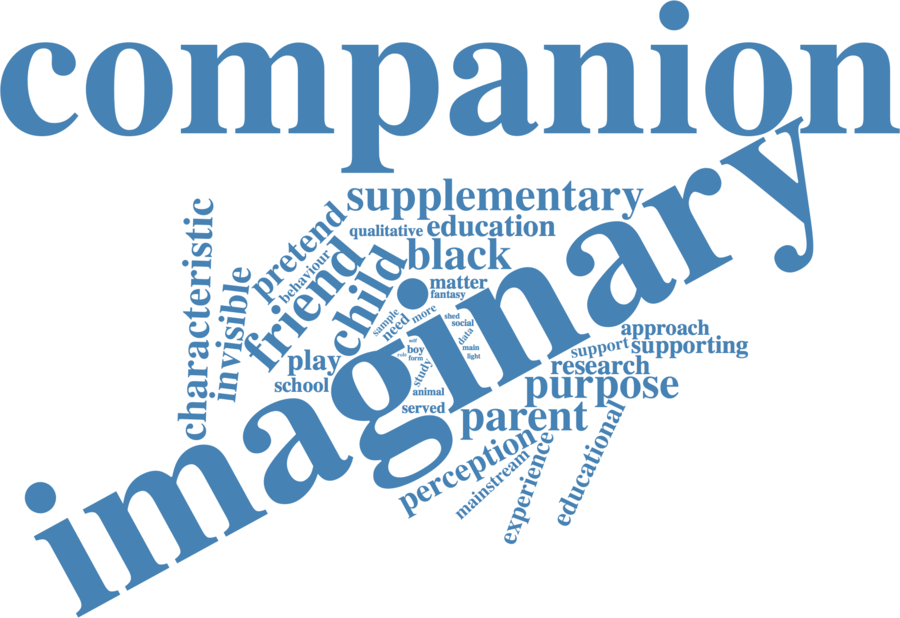 companion
imaginary
supplementary
characteristic
pretend
qualitative
education
friend
child
black
behaviour
invisible
matter
fantasy
more
shed
social
sample
need
data
approach
support
supporting
self
boy
main
role
form
light
play
study
research
school
animal
purpose
served
parent
educational
perception
experience
mainstream